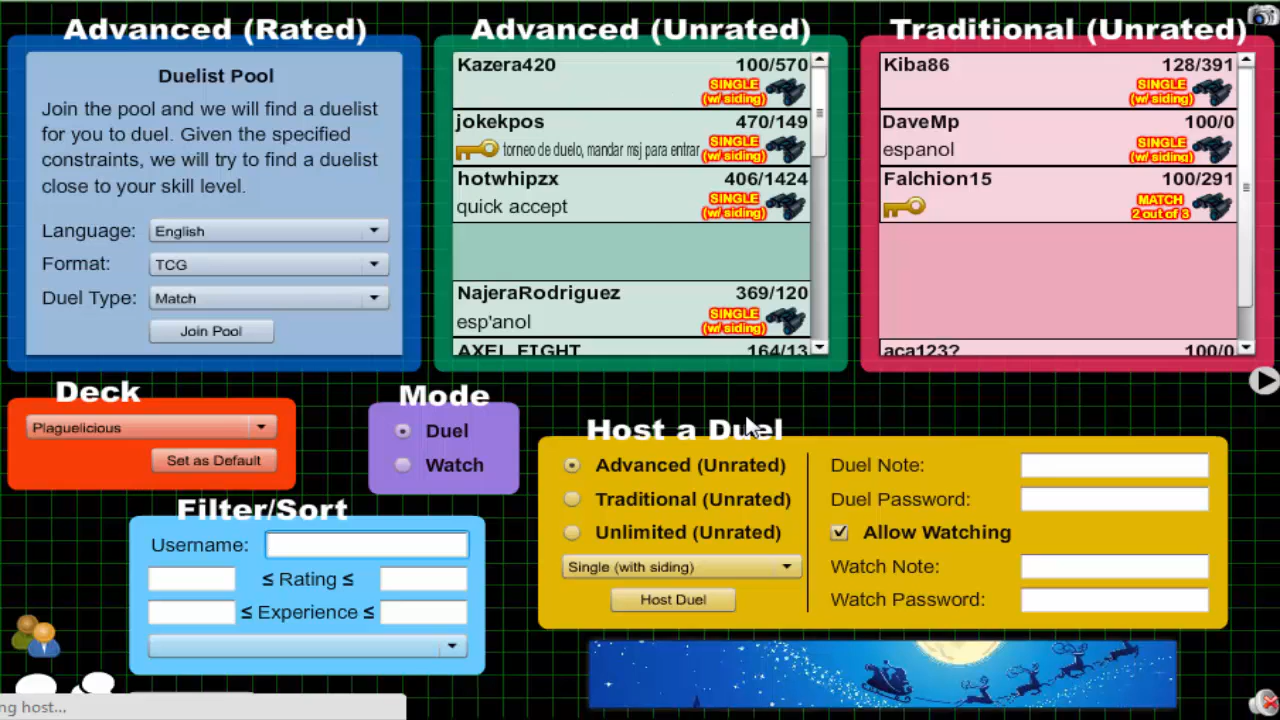 Advanced (Rated)
Duelist Pool
Join the pool and we will find a duelist
for you to duel. Given the specified
constraints, we will try to find a duelist
close to your skill level.
Language: English
Format: TCG
Duel Type: Match
Join Pool
Advanced (Unrated)
Kazera420 100/570
SINGLE
(w/ siding)
jokekpos 470/149
torneo de duelo, mandar msj para entrar
SINGLE
(w/ siding)
hotwhipzx 406/1424
quick accept
SINGLE
(w/ siding)
NajeraRodriguez 369/120
esp'anol
SINGLE
(w/ siding)
AXEL FIGHT 164/13
Traditional (Unrated)
Kiba86 128/391
SINGLE
(w/ siding)
DaveMp 100/0
espanol
SINGLE
(w/ siding)
Falchion15 100/291
MATCH
2 out of 3
aca123? 100/0
Deck
Plaguelicious
Set as Default
Mode
Duel
Watch
Filter/Sort
Username:
≤ Rating ≤
≤ Experience ≤
Host a Duel
Advanced (Unrated)
Traditional (Unrated)
Unlimited (Unrated)
Single (with siding)
Host Duel
Duel Note:
Duel Password:
Allow Watching
Watch Note:
Watch Password:
ng host...